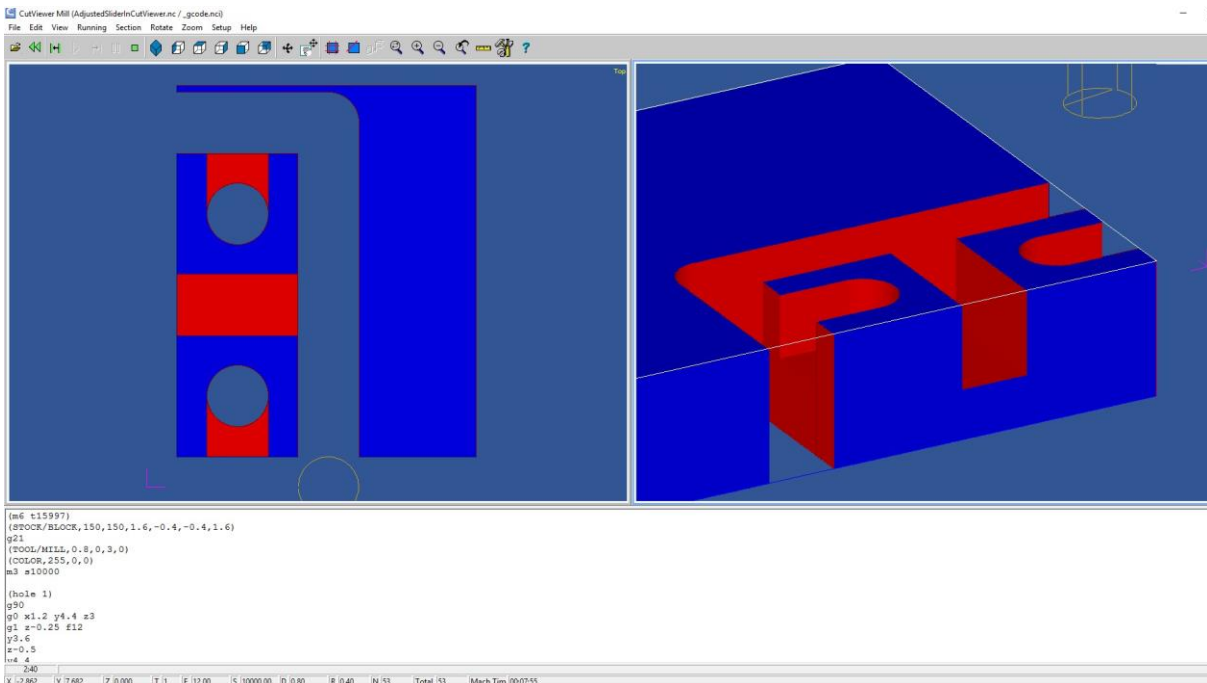 CutViewer Mill (AdjustedSliderInCutViewer.nc / _gcode.nci)
File Edit View Running Section Rotate Zoom Setup Help
Top
(m6 t15997)
(STOCK/BLOCK,150,150,1.6,-0.4,-0.4,1.6)
g21
(TOOL/MILL,0.8,0,3,0)
(COLOR,255,0,0)
m3 s10000
(hole 1)
g90
g0 x1.2 y4.4 z3
g1 z-0.25 f12
y3.6
z-0.5
y4.4
2:40
X -2.862 Y 7.682 Z 0.000 T 1 F 12.00 S 10000.00 D 0.80 R 0.40 N 53 Total 53 Mach Tim 00:07:55